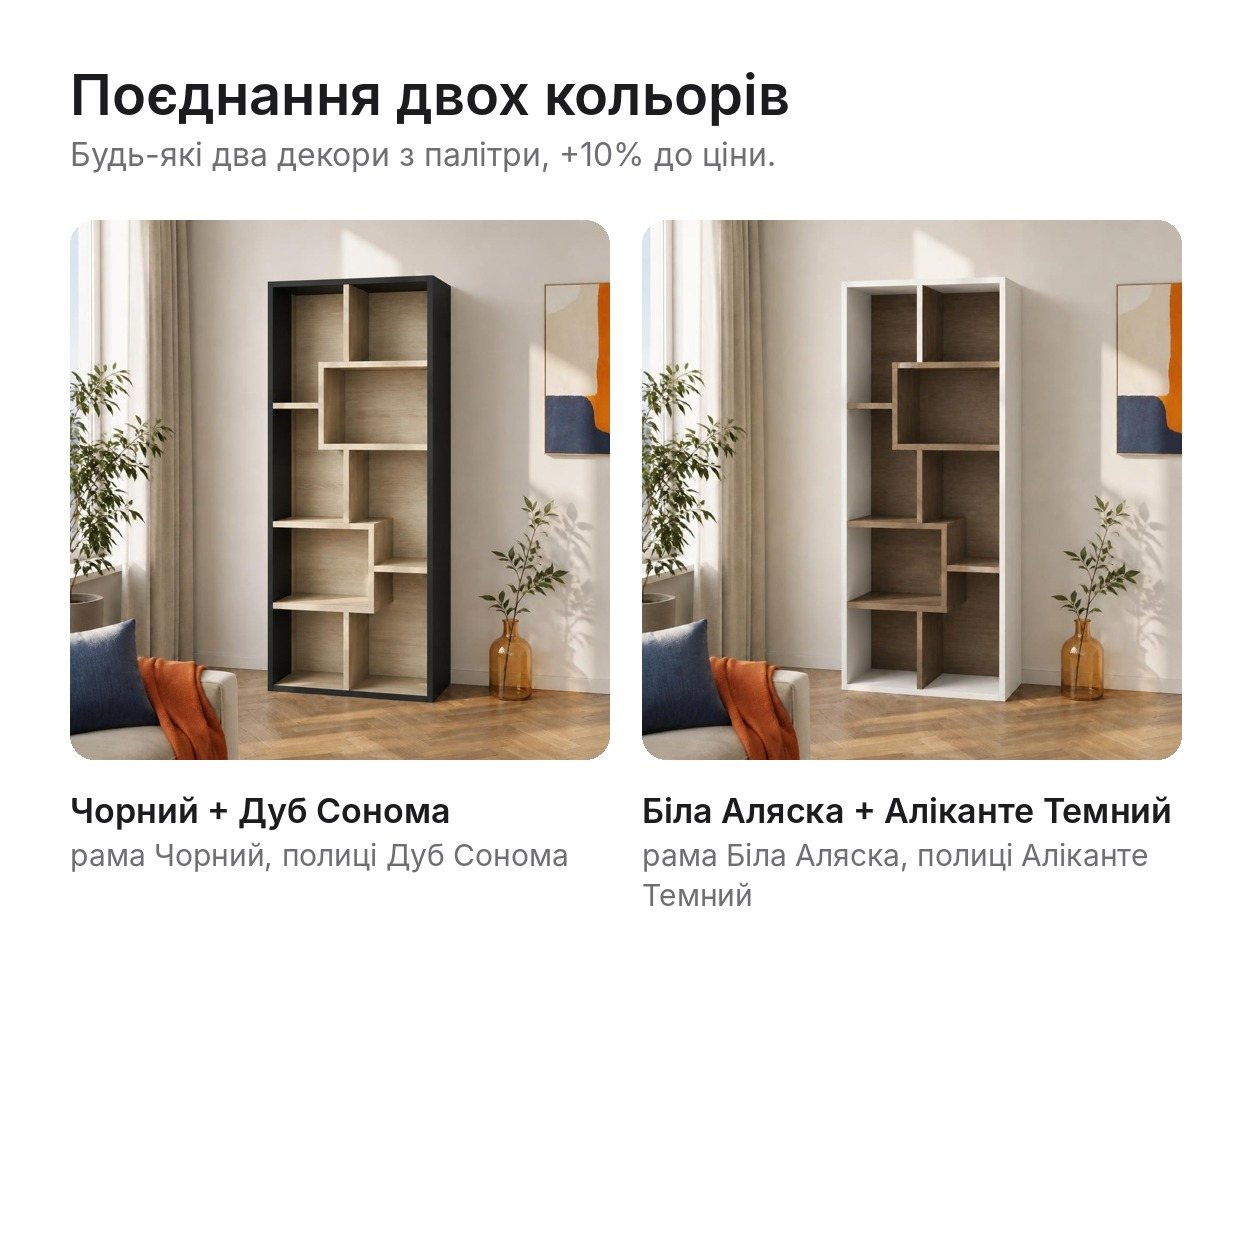 Поєднання двох кольорів
Будь-які два декори з палітри, +10% до ціни.
Чорний + Дуб Сонома
рама Чорний, полиці Дуб Сонома
Біла Аляска + Аліканте Темний
рама Біла Аляска, полиці Аліканте
Темний